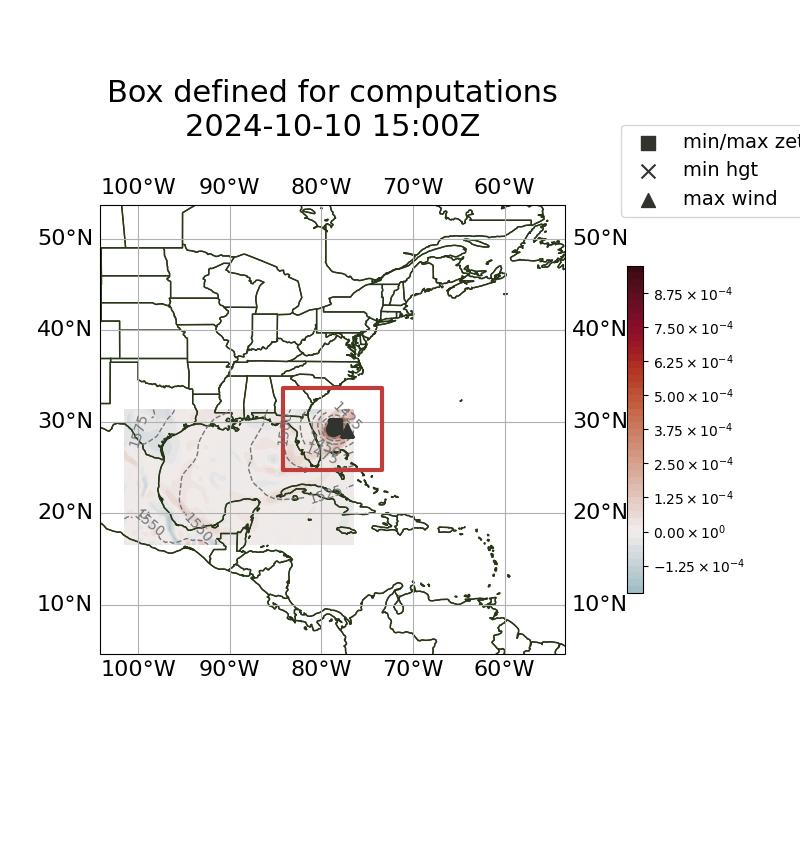 Box defined for computations
2024-10-10 15:00Z
min/max zet
min hgt
max wind
100°W 90°W 80°W 70°W 60°W
50°N 50°N
40°N 40°N
30°N 30°N
20°N 20°N
10°N 10°N
100°W 90°W 80°W 70°W 60°W
8.75 × 10⁻⁴
7.50 × 10⁻⁴
6.25 × 10⁻⁴
5.00 × 10⁻⁴
3.75 × 10⁻⁴
2.50 × 10⁻⁴
1.25 × 10⁻⁴
0.00 × 10⁰
−1.25 × 10⁻⁴
1575
1550
1550